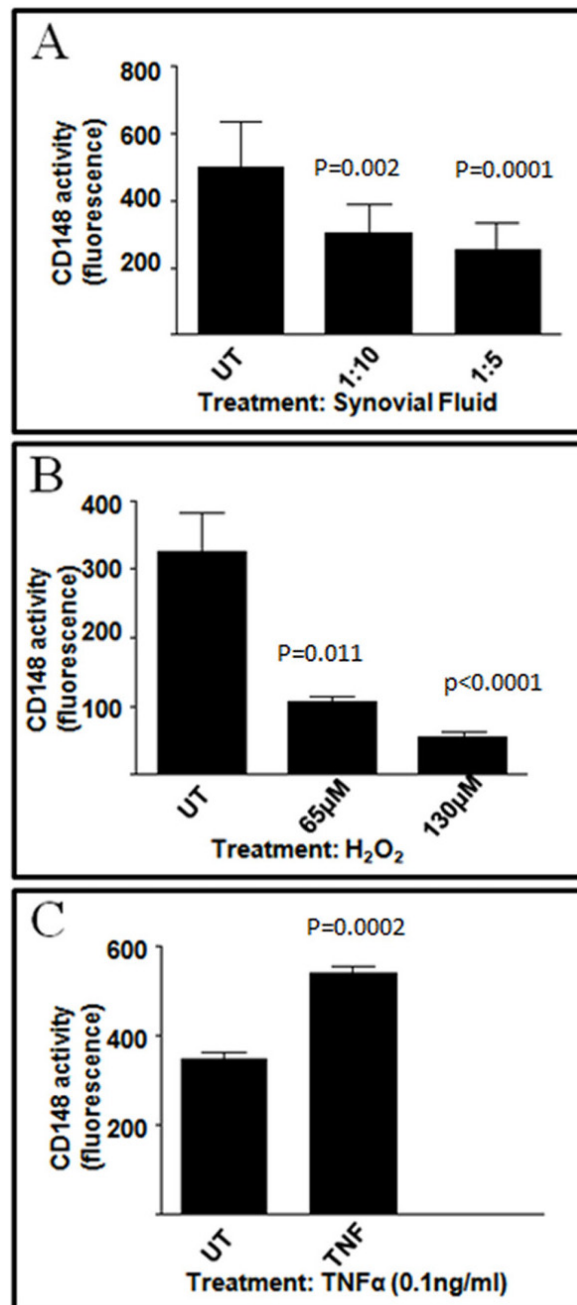 A
CD148 activity
(fluorescence)
800
600
400
200
P=0.002
P=0.0001
UT
1:10
1:5
Treatment: Synovial Fluid
B
CD148 activity
(fluorescence)
400
300
200
100
P=0.011
p<0.0001
UT
65µM
130µM
Treatment: H₂O₂
C
CD148 activity
(fluorescence)
600
400
200
P=0.0002
UT
TNF
Treatment: TNFα (0.1ng/ml)